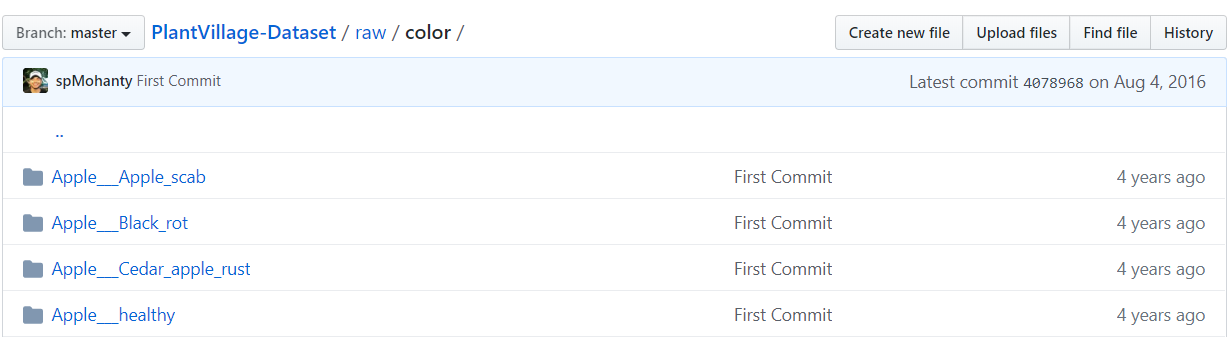 Branch: master PlantVillage-Dataset / raw / color / Create new file Upload files Find file History
spMohanty First Commit Latest commit 4078968 on Aug 4, 2016
..
Apple___Apple_scab First Commit 4 years ago
Apple___Black_rot First Commit 4 years ago
Apple___Cedar_apple_rust First Commit 4 years ago
Apple___healthy First Commit 4 years ago